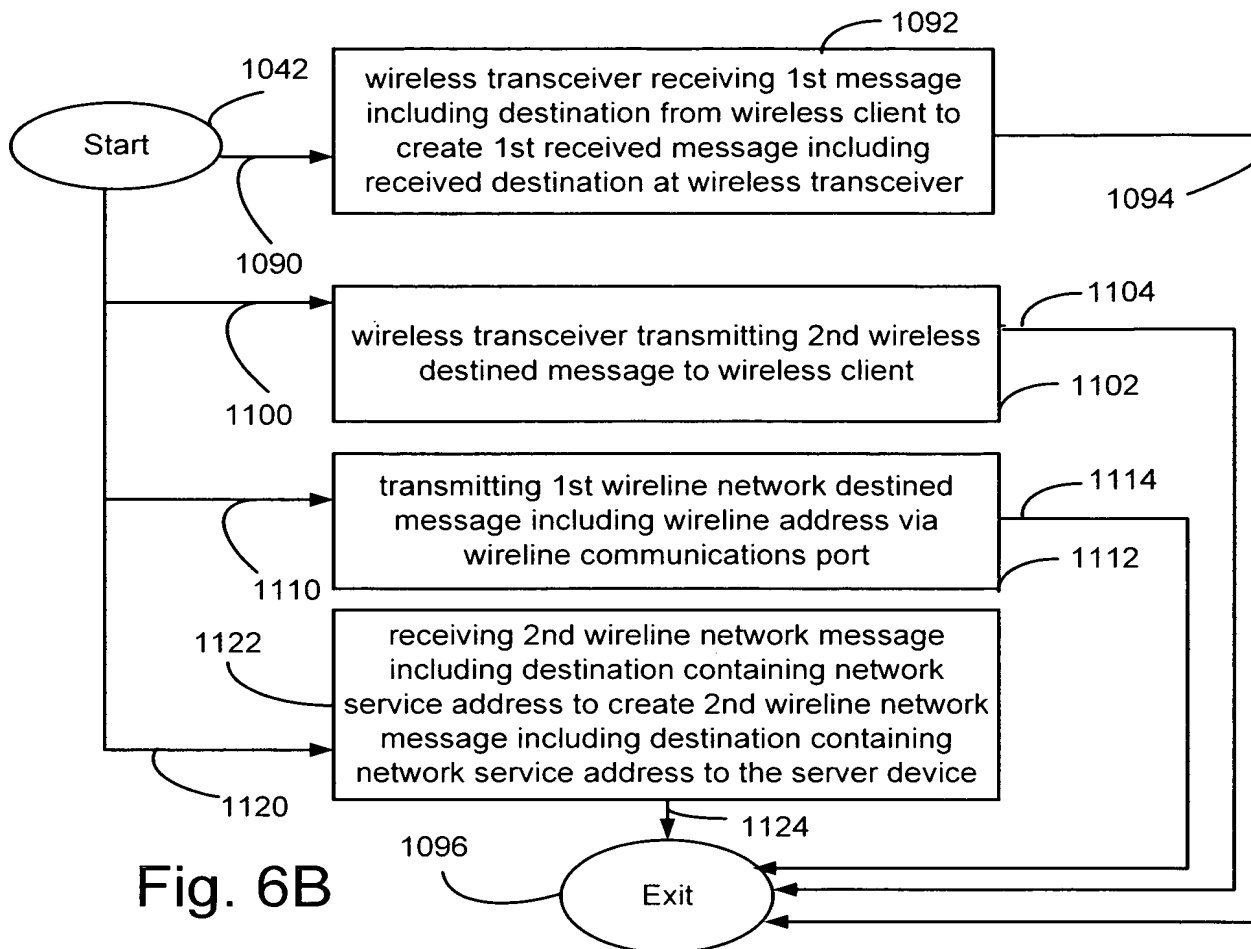 1092
1042
wireless transceiver receiving 1st message
including destination from wireless client to
create 1st received message including
received destination at wireless transceiver
Start
1094
1090
1104
wireless transceiver transmitting 2nd wireless
destined message to wireless client
1102
1100
transmitting 1st wireline network destined
message including wireline address via
wireline communications port
1114
1112
1110
receiving 2nd wireline network message
including destination containing network
service address to create 2nd wireline network
message including destination containing
network service address to the server device
1122
1120
1124
1096
Exit
Fig. 6B